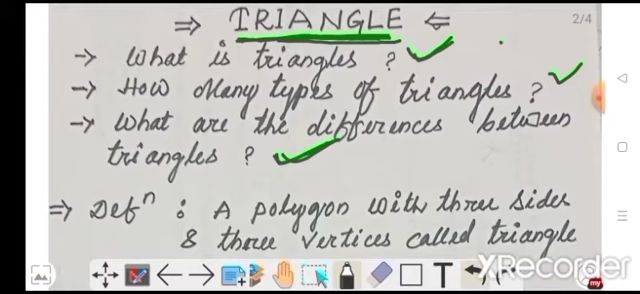 ⇒ TRIANGLE ⇐
2/4
→ What is triangles ?
→ How Many types of triangles ?
→ What are the differences between
triangles ?
⇒ Defⁿ : A polygon with three sides
& three vertices called triangle
T
XRecorder
my